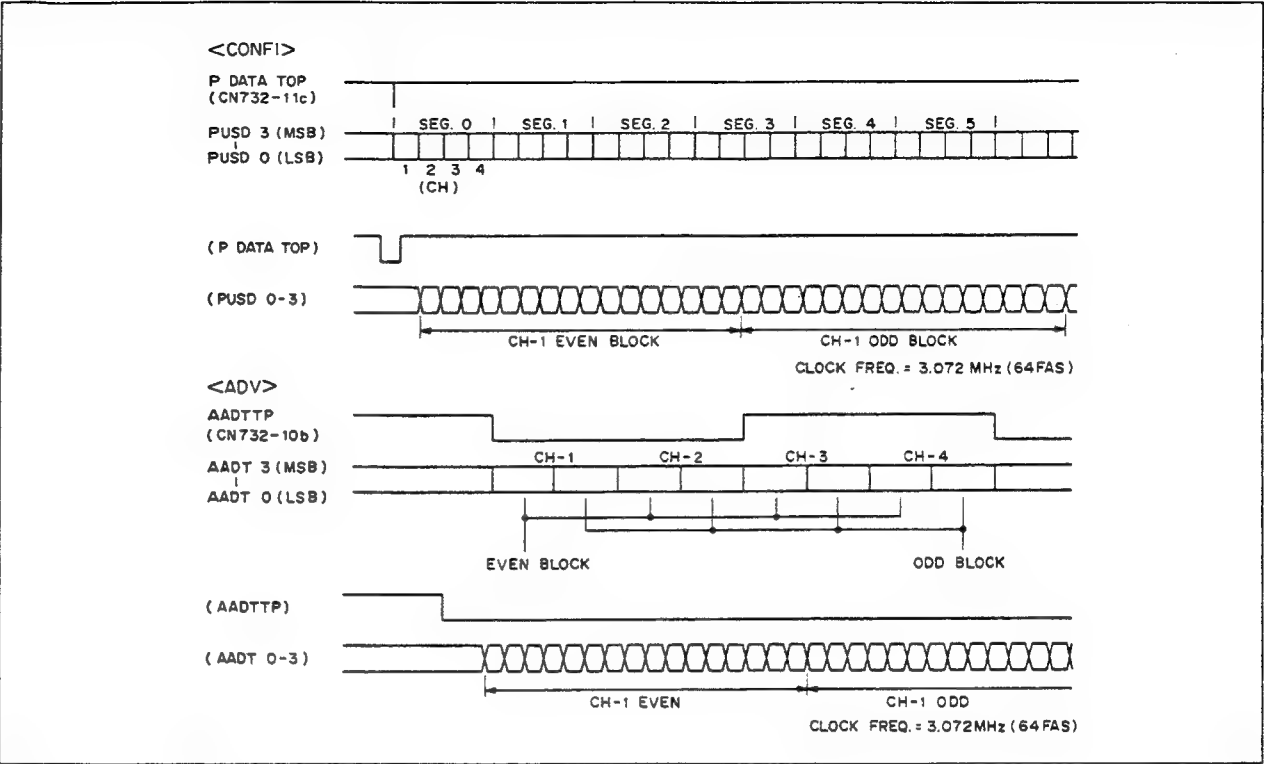 <CONFI>
P DATA TOP
(CN732-11c)
SEG. 0 SEG. 1 SEG. 2 SEG. 3 SEG. 4 SEG. 5
PUSD 3 (MSB)
PUSD 0 (LSB)
1 2 3 4
(CH)
(P DATA TOP)
(PUSD 0-3)
CH-1 EVEN BLOCK CH-1 ODD BLOCK
CLOCK FREQ. = 3.072 MHz (64FAS)
<ADV>
AADTTP
(CN732-10b)
CH-1 CH-2 CH-3 CH-4
AADT 3 (MSB)
AADT 0 (LSB)
EVEN BLOCK ODD BLOCK
(AADTTP)
(AADT 0-3)
CH-1 EVEN CH-1 ODD
CLOCK FREQ. = 3.072MHz (64FAS)